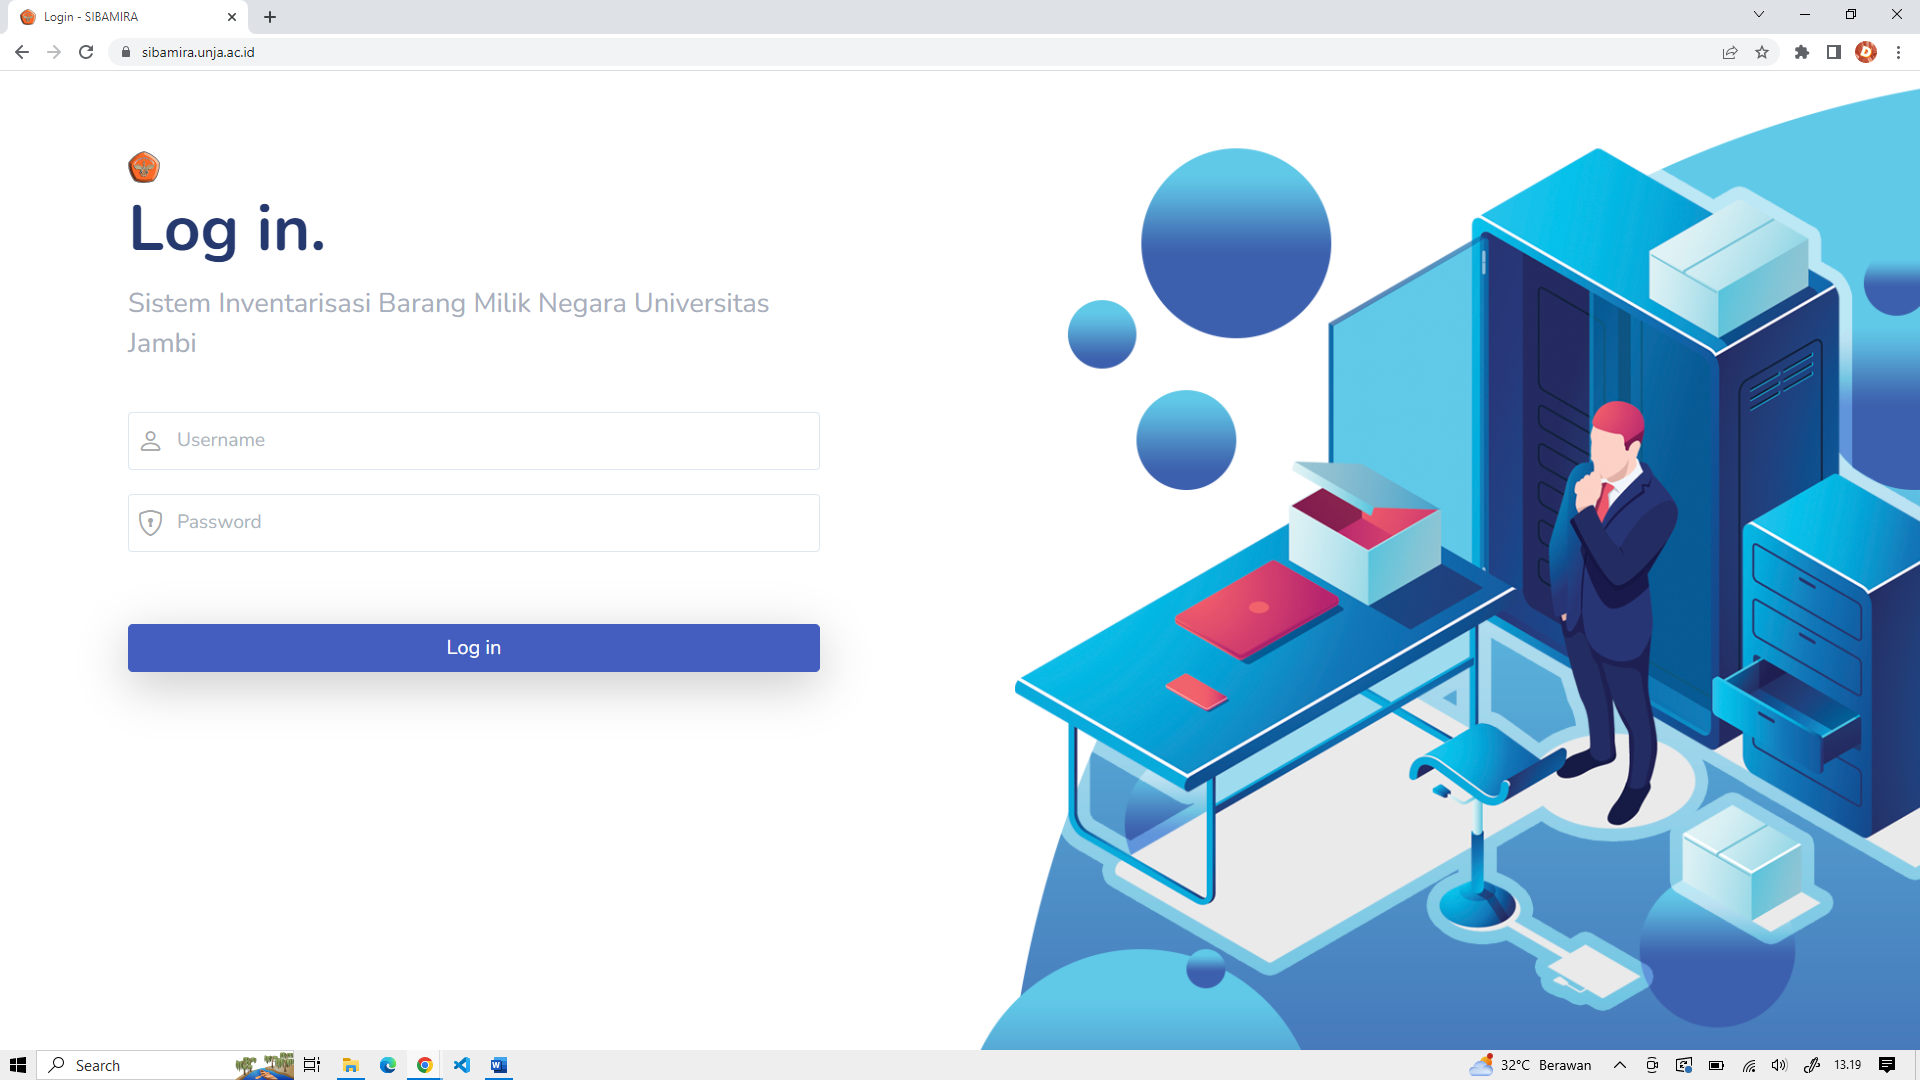 Login - SIBAMIRA
sibamira.unja.ac.id
Log in.
Sistem Inventarisasi Barang Milik Negara Universitas
Jambi
Username
Password
Log in
Search
32°C Berawan
13.19